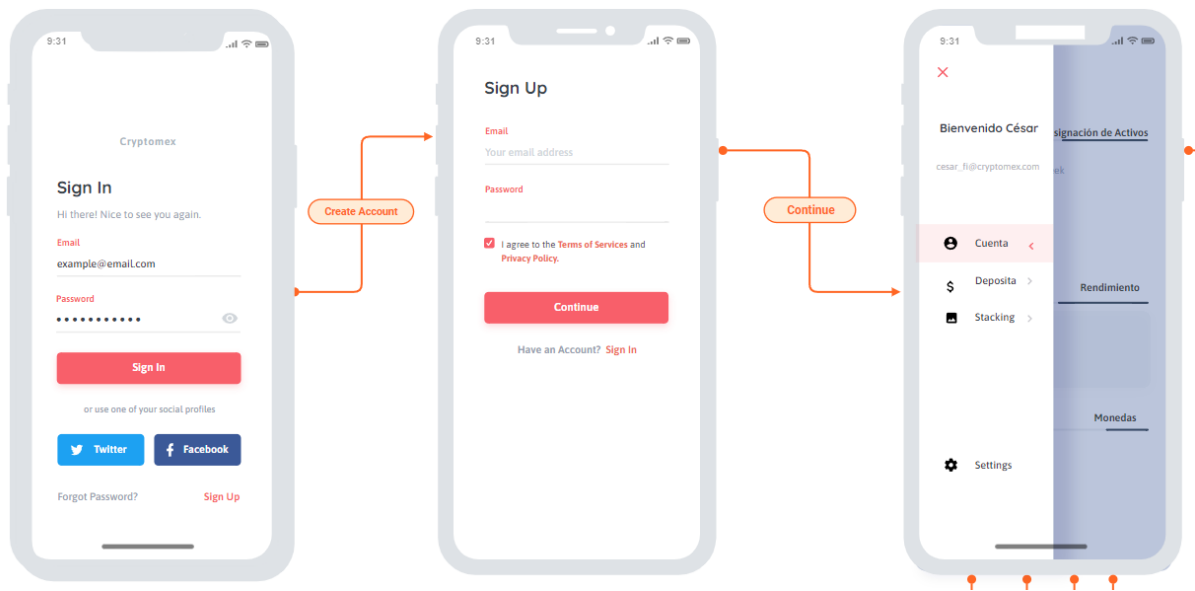 9:31
Cryptomex
Sign In
Hi there! Nice to see you again.
Email
example@email.com
Password
Sign In
or use one of your social profiles
Twitter
Facebook
Forgot Password?
Sign Up
Create Account
9:31
Sign Up
Email
Your email address
Password
I agree to the Terms of Services and
Privacy Policy.
Continue
Have an Account? Sign In
Continue
9:31
Bienvenido César
signación de Activos
cesar_fi@cryptomex.com
ek
Cuenta
Deposita
Rendimiento
Stacking
Monedas
Settings